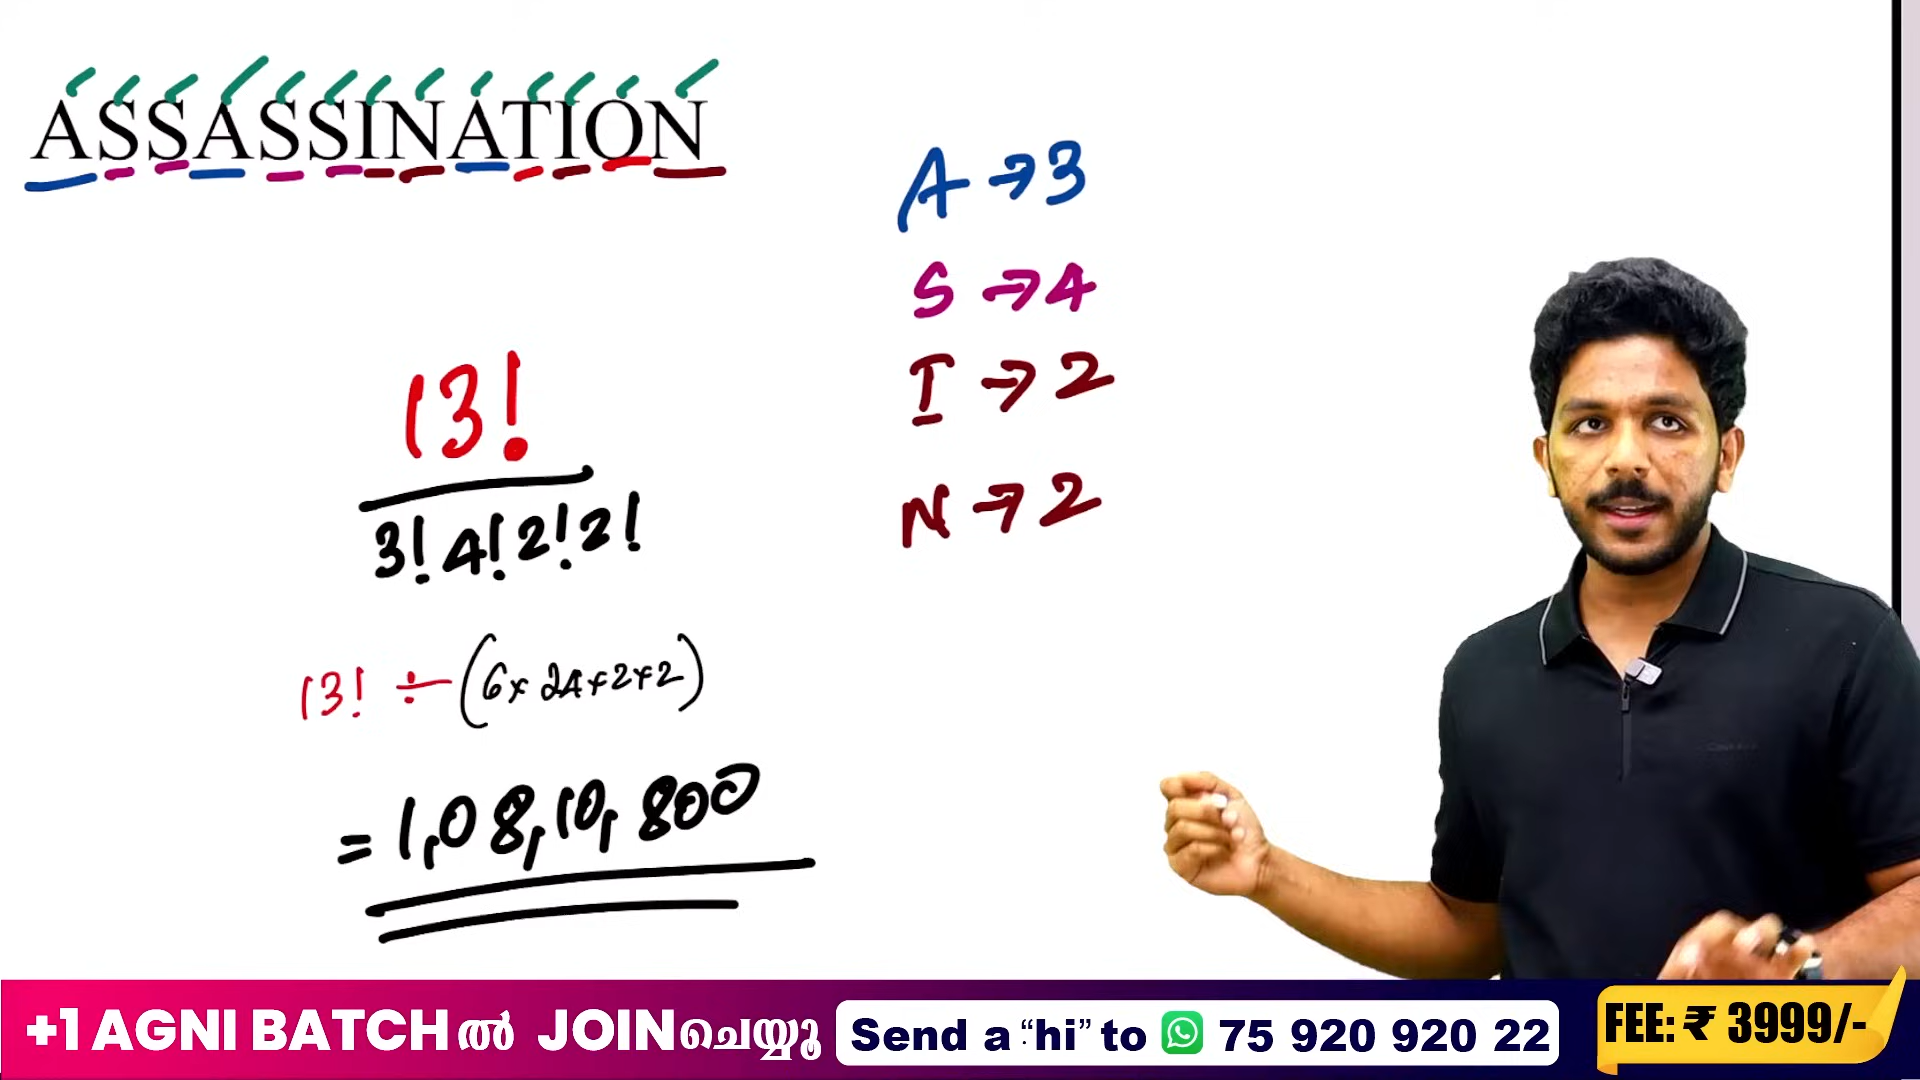 ASSASSINATION
A → 3
S → 4
I → 2
N → 2
13!
3! 4! 2! 2!
13! ÷ (6 × 24 × 2 × 2)
= 1,08,10,800
+1 AGNI BATCH ൽ JOIN ചെയ്യൂ
Send a “hi” to 75 920 920 22
FEE: ₹ 3999/-